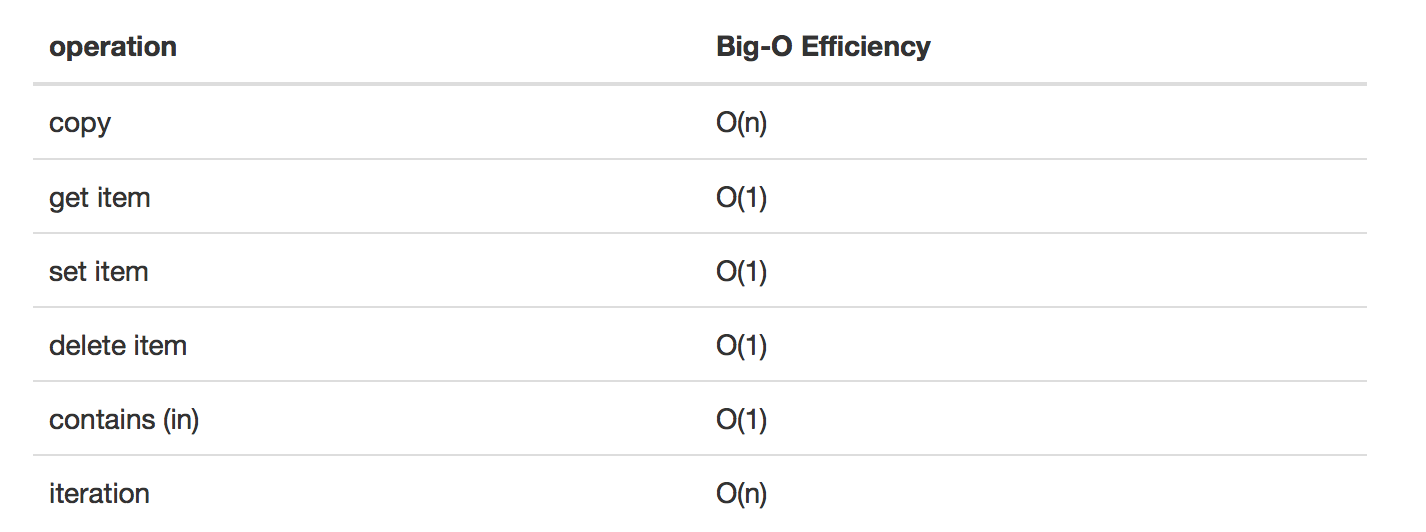 operation Big-O Efficiency
copy O(n)
get item O(1)
set item O(1)
delete item O(1)
contains (in) O(1)
iteration O(n)